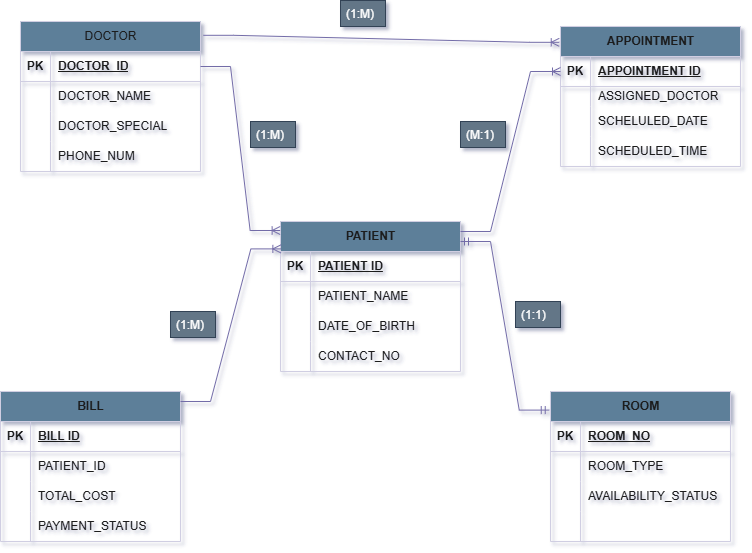 (1:M)
DOCTOR
PK DOCTOR_ID
DOCTOR_NAME
DOCTOR_SPECIAL
PHONE_NUM
APPOINTMENT
PK APPOINTMENT ID
ASSIGNED_DOCTOR
SCHELULED_DATE
SCHEDULED_TIME
(1:M)
(M:1)
PATIENT
PK PATIENT ID
PATIENT_NAME
DATE_OF_BIRTH
CONTACT_NO
(1:M)
(1:1)
BILL
PK BILL ID
PATIENT_ID
TOTAL_COST
PAYMENT_STATUS
ROOM
PK ROOM_NO
ROOM_TYPE
AVAILABILITY_STATUS